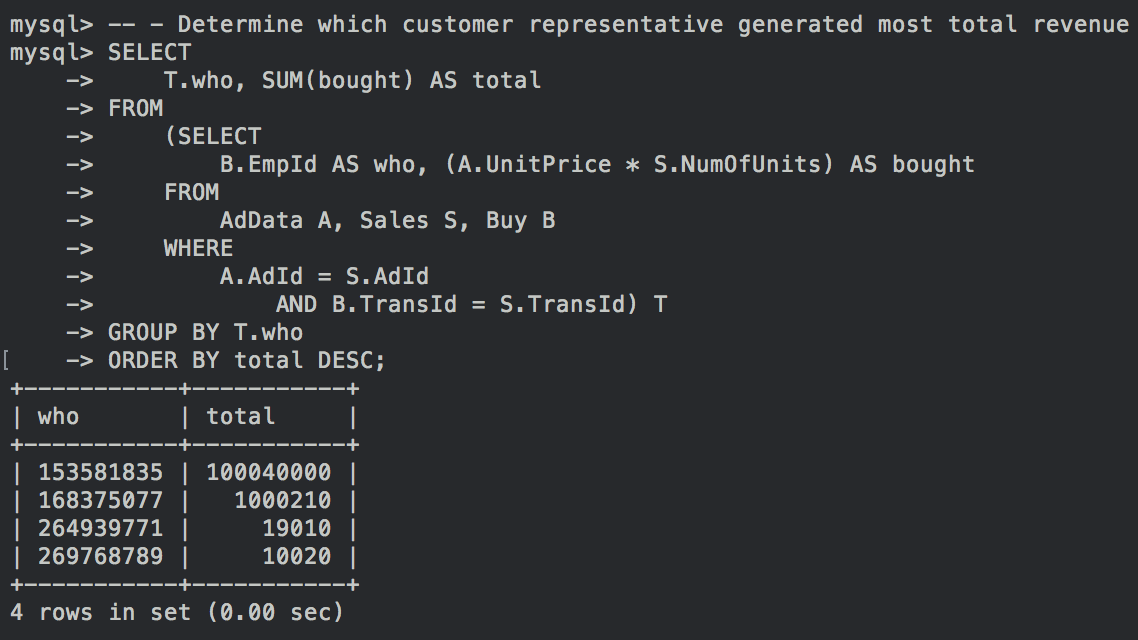 mysql> -- - Determine which customer representative generated most total revenue
mysql> SELECT
    ->     T.who, SUM(bought) AS total
    -> FROM
    ->     (SELECT
    ->         B.EmpId AS who, (A.UnitPrice * S.NumOfUnits) AS bought
    ->     FROM
    ->         AdData A, Sales S, Buy B
    ->     WHERE
    ->         A.AdId = S.AdId
    ->             AND B.TransId = S.TransId) T
    -> GROUP BY T.who
[    -> ORDER BY total DESC;
+-----------+-----------+
| who       | total     |
+-----------+-----------+
| 153581835 | 100040000 |
| 168375077 |   1000210 |
| 264939771 |     19010 |
| 269768789 |     10020 |
+-----------+-----------+
4 rows in set (0.00 sec)